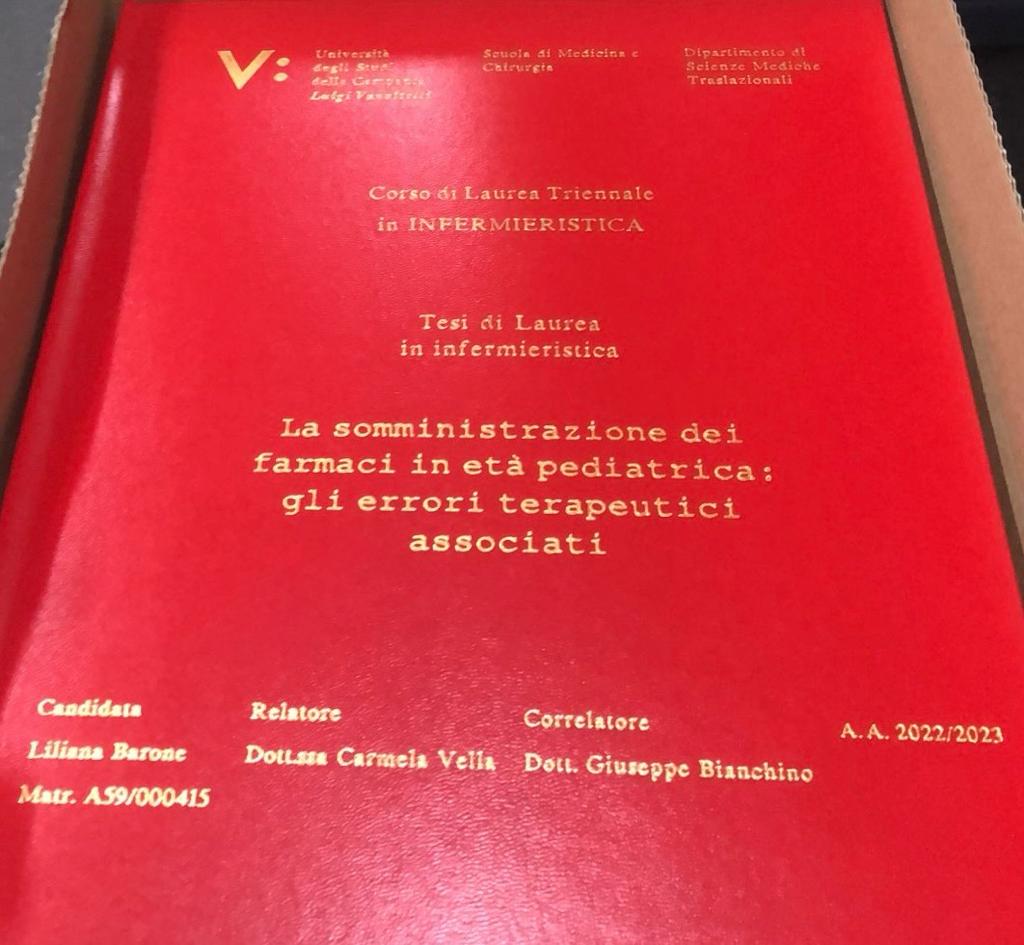 V:
Università
degli Studi
della Campania
Luigi Vanvitelli
Scuola di Medicina e
Chirurgia
Dipartimento di
Scienze Mediche
Traslazionali
Corso di Laurea Triennale
in INFERMIERISTICA
Tesi di Laurea
in infermieristica
La somministrazione dei
farmaci in età pediatrica:
gli errori terapeutici
associati
Candidata
Liliana Barone
Matr. A59/000415
Relatore
Dott.ssa Carmela Vella
Correlatore
Dott. Giuseppe Bianchino
A.A. 2022/2023